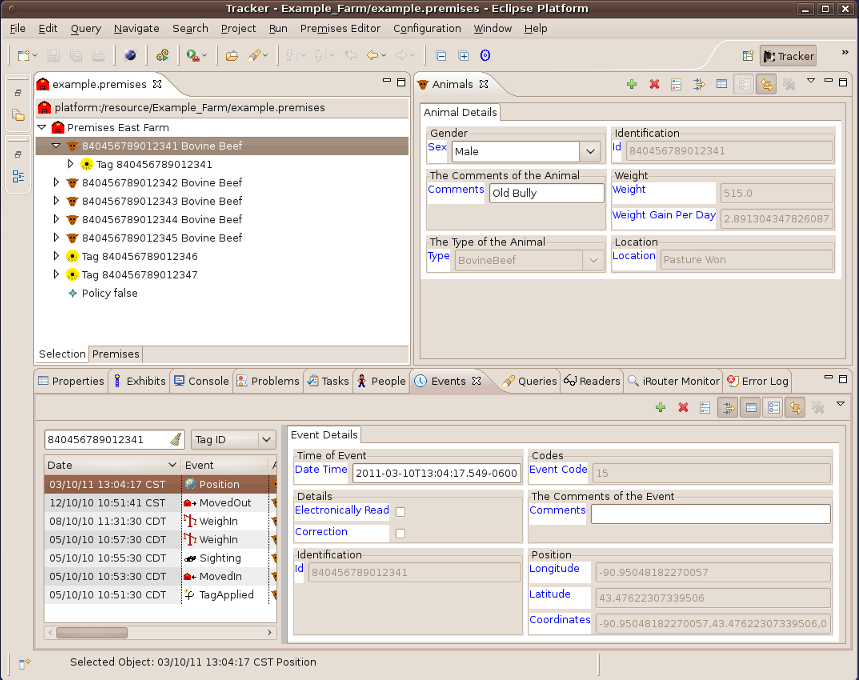 Tracker - Example_Farm/example.premises - Eclipse Platform
File Edit Query Navigate Search Project Run Premises Editor Configuration Window Help
Tracker
example.premises
platform:/resource/Example_Farm/example.premises
Premises East Farm
840456789012341 Bovine Beef
Tag 840456789012341
840456789012342 Bovine Beef
840456789012343 Bovine Beef
840456789012344 Bovine Beef
840456789012345 Bovine Beef
Tag 840456789012346
Tag 840456789012347
Policy false
Selection Premises
Animals
Animal Details
Gender
Sex Male
Identification
Id 840456789012341
The Comments of the Animal
Comments Old Bully
Weight
Weight 515.0
Weight Gain Per Day 2.891304347826087
The Type of the Animal
Type BovineBeef
Location
Location Pasture Won
Properties Exhibits Console Problems Tasks People Events Queries Readers iRouter Monitor Error Log
840456789012341 Tag ID
Date Event A
03/10/11 13:04:17 CST Position
12/10/10 10:51:41 CST MovedOut
08/10/10 11:31:30 CDT WeighIn
05/10/10 10:57:30 CDT WeighIn
05/10/10 10:55:30 CDT Sighting
05/10/10 10:53:30 CDT MovedIn
05/10/10 10:51:30 CDT TagApplied
Event Details
Time of Event
Date Time 2011-03-10T13:04:17.549-0600
Codes
Event Code 15
Details
Electronically Read
Correction
The Comments of the Event
Comments
Identification
Id 840456789012341
Position
Longitude -90.95048182270057
Latitude 43.47622307339506
Coordinates -90.95048182270057,43.47622307339506,0
Selected Object: 03/10/11 13:04:17 CST Position